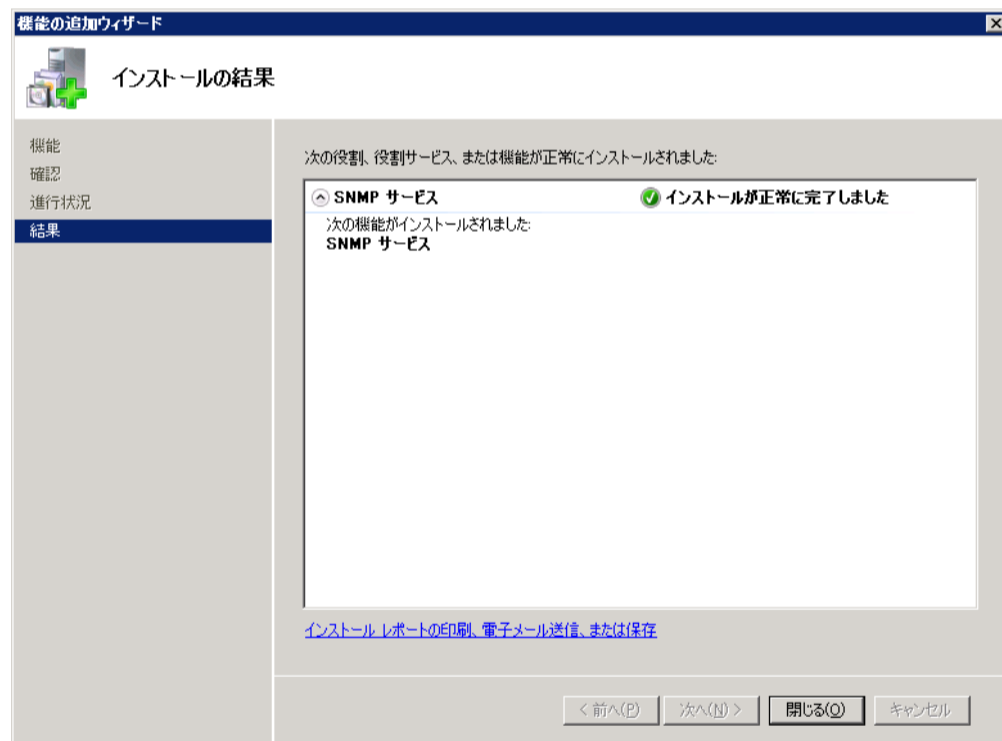 機能の追加ウィザード
インストールの結果
機能
確認
進行状況
結果
次の役割、役割サービス、または機能が正常にインストールされました:
SNMP サービス インストールが正常に完了しました
次の機能がインストールされました:
SNMP サービス
インストール レポートの印刷、電子メール送信、または保存
< 前へ(P) 次へ(N) > 閉じる(O) キャンセル